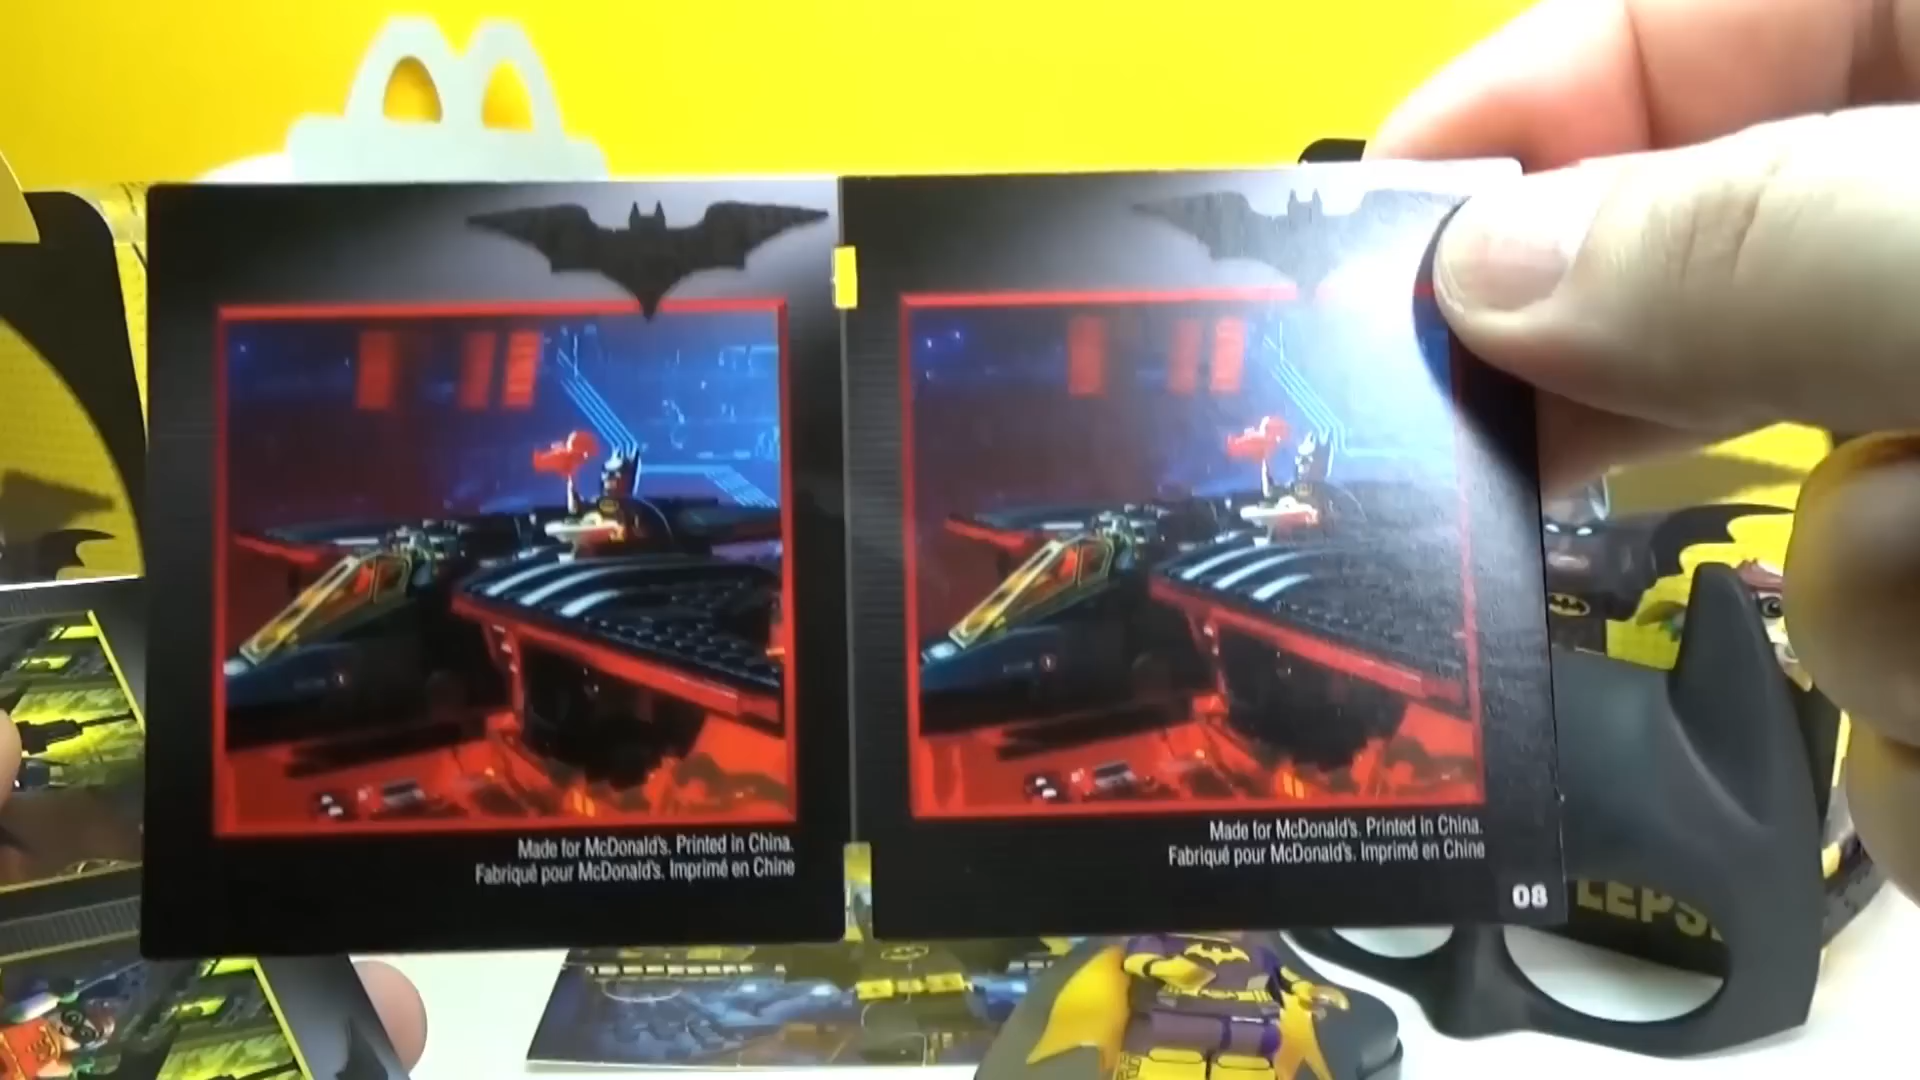 Made for McDonald's. Printed in China.
Fabriqué pour McDonald's. Imprimé en Chine
Made for McDonald's. Printed in China.
Fabriqué pour McDonald's. Imprimé en Chine
08